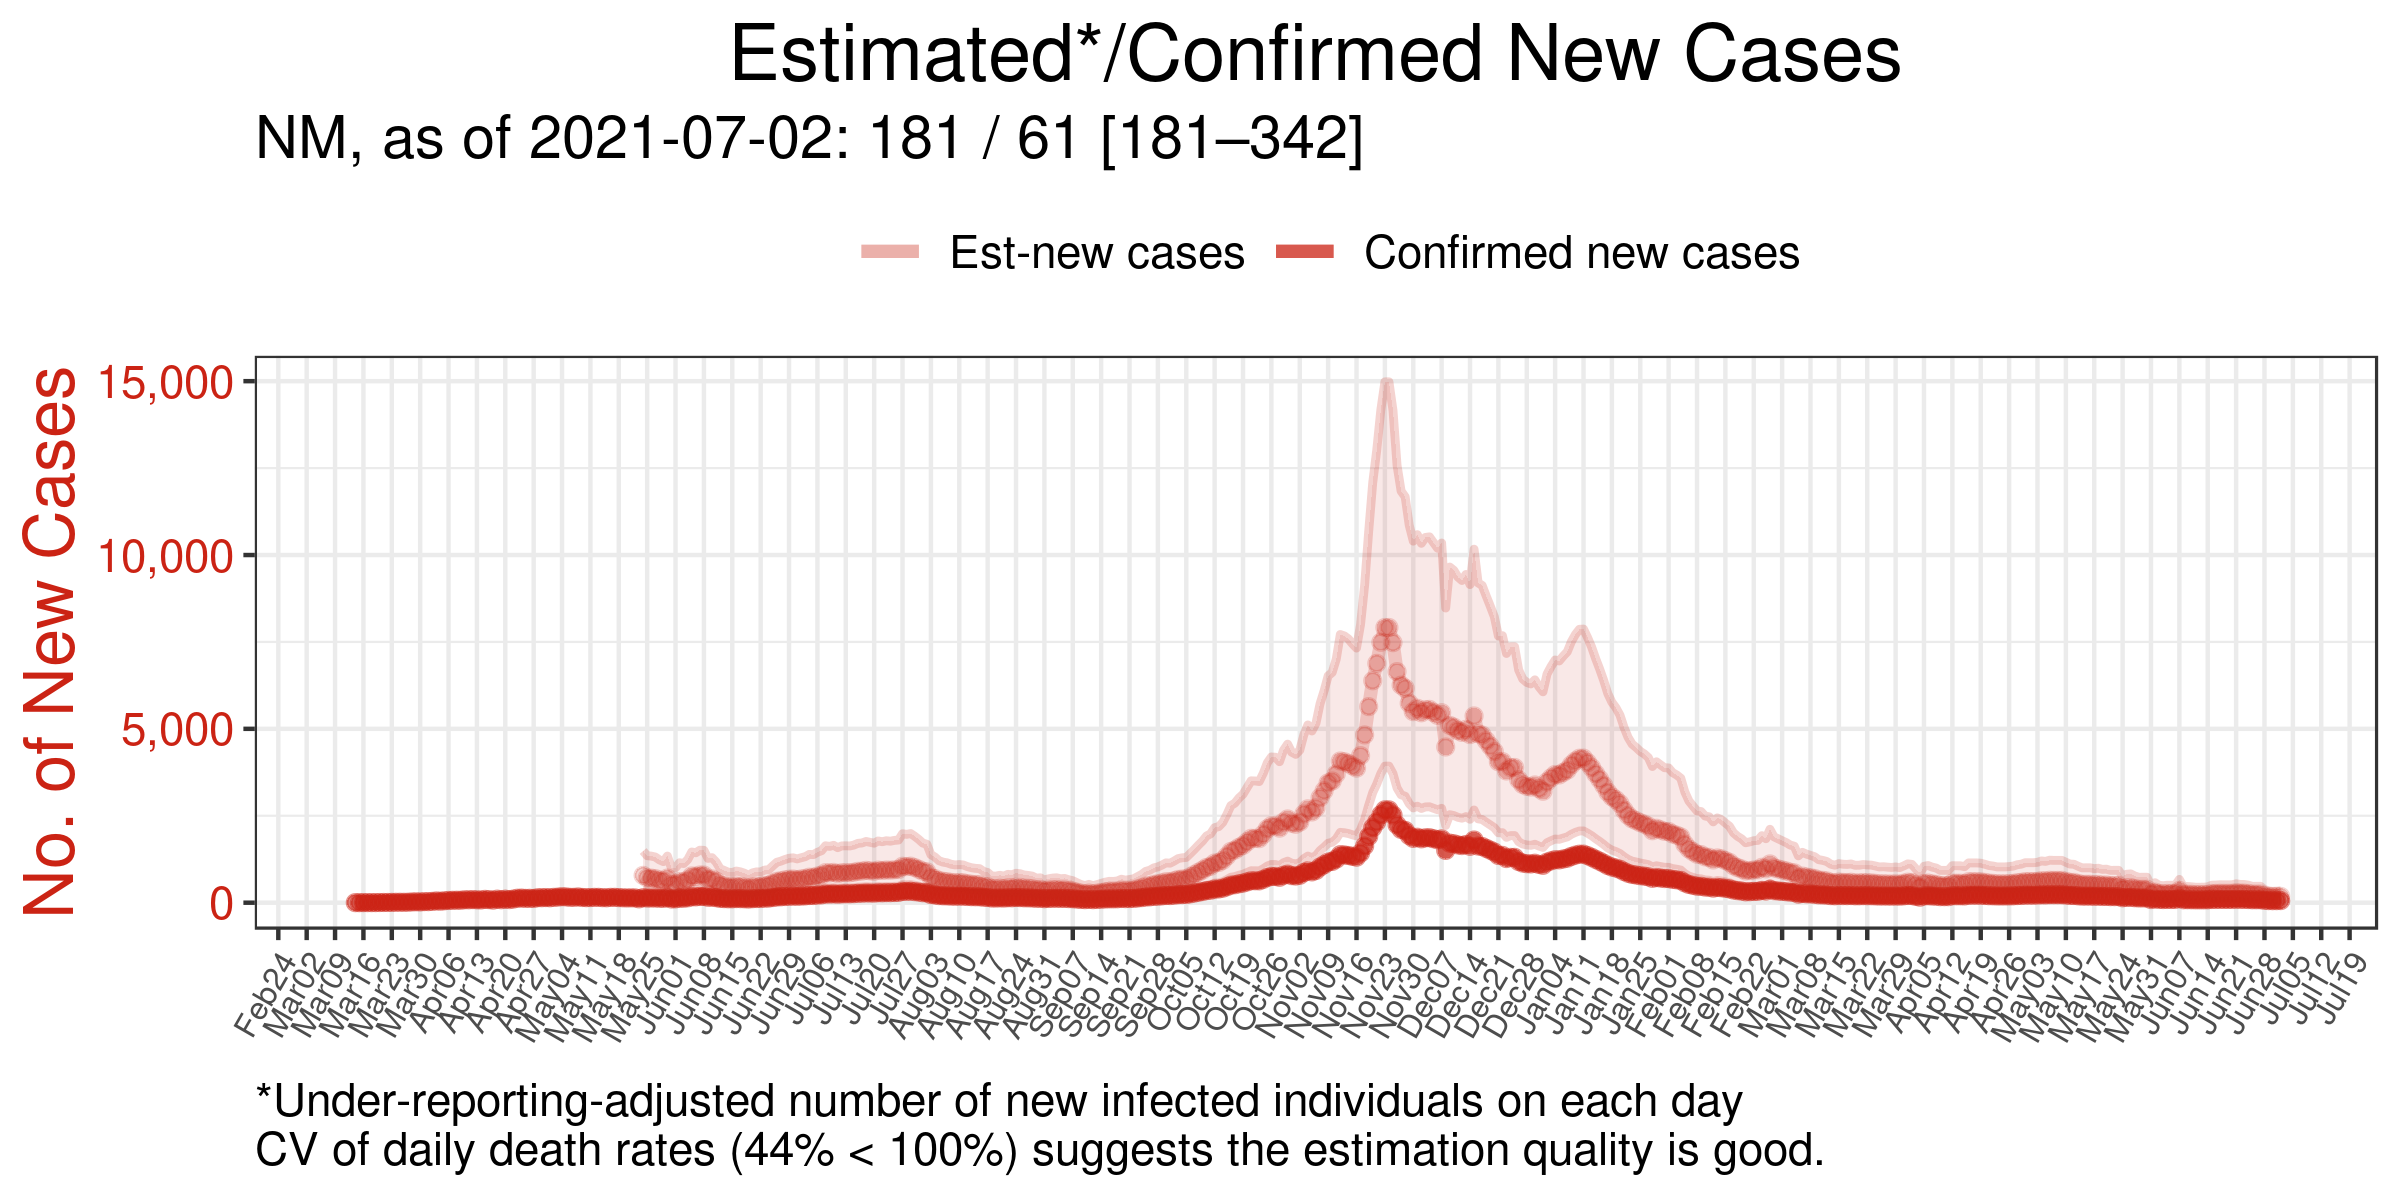 Estimated*/Confirmed New Cases
NM, as of 2021-07-02: 181 / 61 [181–342]
Est-new cases Confirmed new cases
No. of New Cases
15,000
10,000
5,000
0
Feb24 Mar02 Mar09 Mar16 Mar23 Mar30 Apr06 Apr13 Apr20 Apr27 May04 May11 May18 May25 Jun01 Jun08 Jun15 Jun22 Jun29 Jul06 Jul13 Jul20 Jul27 Aug03 Aug10 Aug17 Aug24 Aug31 Sep07 Sep14 Sep21 Sep28 Oct05 Oct12 Oct19 Oct26 Nov02 Nov09 Nov16 Nov23 Nov30 Dec07 Dec14 Dec21 Dec28 Jan04 Jan11 Jan18 Jan25 Feb01 Feb08 Feb15 Feb22 Mar01 Mar08 Mar15 Mar22 Mar29 Apr05 Apr12 Apr19 Apr26 May03 May10 May17 May24 May31 Jun07 Jun14 Jun21 Jun28 Jul05 Jul12 Jul19
*Under-reporting-adjusted number of new infected individuals on each day
CV of daily death rates (44% < 100%) suggests the estimation quality is good.